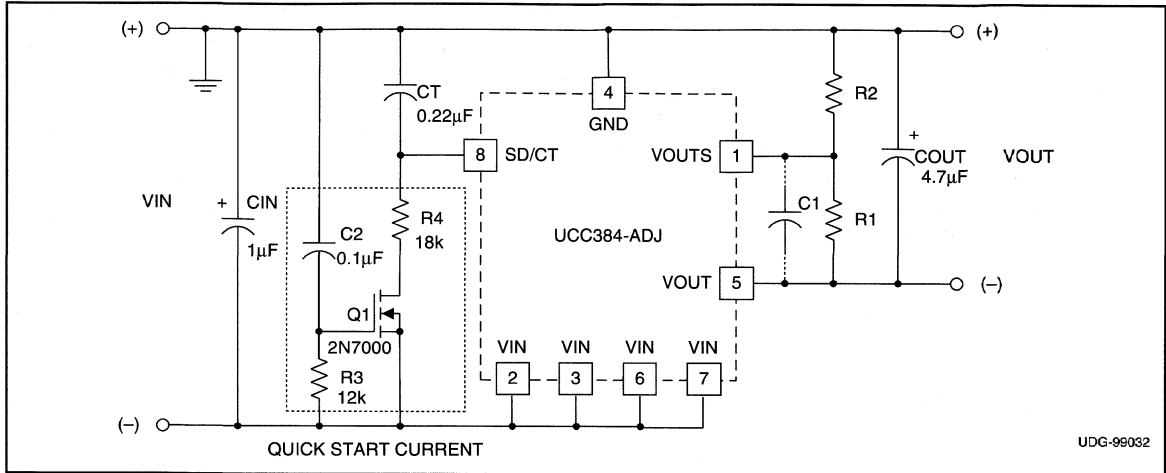 (+)
(+)
CT
0.22µF
4
GND
R2
8
SD/CT
VOUTS
1
+
COUT
4.7µF
VOUT
VIN
+
CIN
1µF
C2
0.1µF
R4
18k
C1
R1
UCC384-ADJ
VOUT
5
(–)
Q1
2N7000
R3
12k
VIN
VIN
VIN
VIN
2
3
6
7
(–)
QUICK START CURRENT
UDG-99032